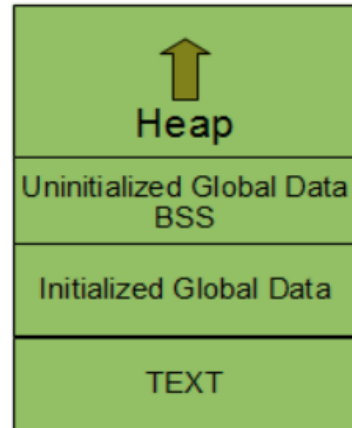 Heap
Uninitialized Global Data
BSS
Initialized Global Data
TEXT